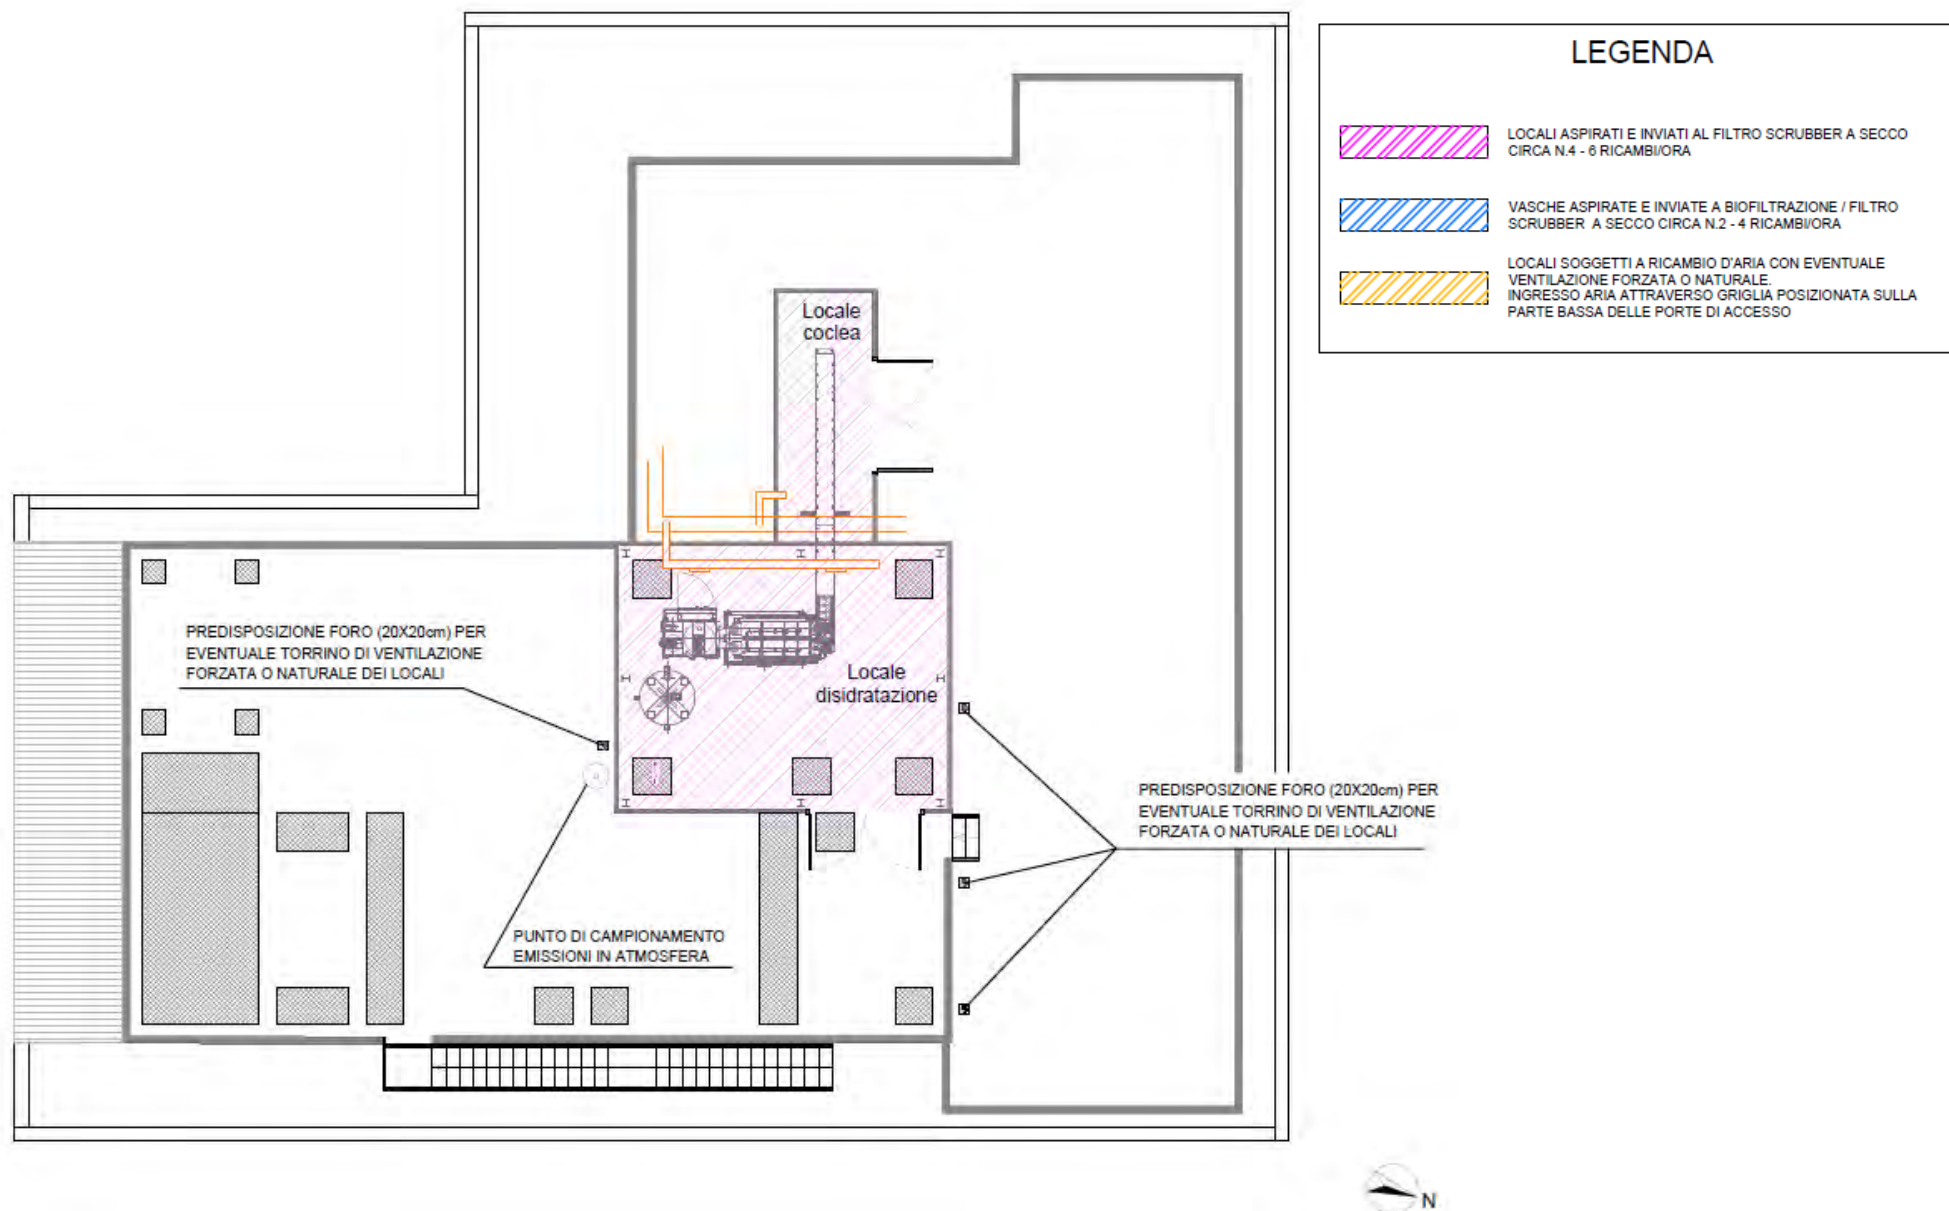 LEGENDA
LOCALI ASPIRATI E INVIATI AL FILTRO SCRUBBER A SECCO
CIRCA N.4 - 6 RICAMBI/ORA
VASCHE ASPIRATE E INVIATE A BIOFILTRAZIONE / FILTRO
SCRUBBER A SECCO CIRCA N.2 - 4 RICAMBI/ORA
LOCALI SOGGETTI A RICAMBIO D'ARIA CON EVENTUALE
VENTILAZIONE FORZATA O NATURALE.
INGRESSO ARIA ATTRAVERSO GRIGLIA POSIZIONATA SULLA
PARTE BASSA DELLE PORTE DI ACCESSO
Locale
coclea
PREDISPOSIZIONE FORO (20X20cm) PER
EVENTUALE TORRINO DI VENTILAZIONE
FORZATA O NATURALE DEI LOCALI
Locale
disidratazione
PREDISPOSIZIONE FORO (20X20cm) PER
EVENTUALE TORRINO DI VENTILAZIONE
FORZATA O NATURALE DEI LOCALI
PUNTO DI CAMPIONAMENTO
EMISSIONI IN ATMOSFERA
N